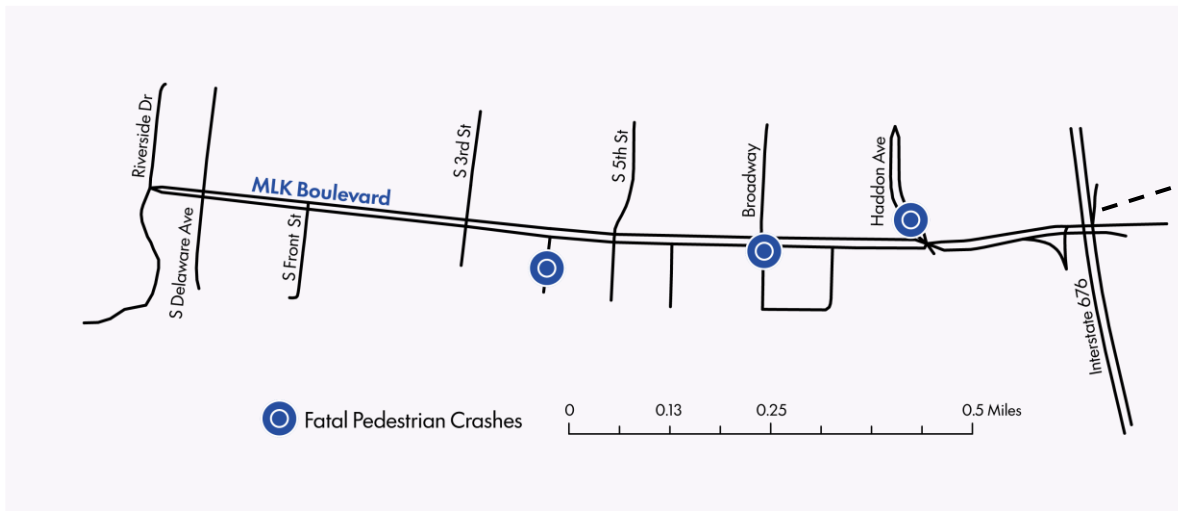 Riverside Dr
S Delaware Ave
MLK Boulevard
S Front St
S 3rd St
S 5th St
Broadway
Haddon Ave
Interstate 676
Fatal Pedestrian Crashes
0 0.13 0.25 0.5 Miles